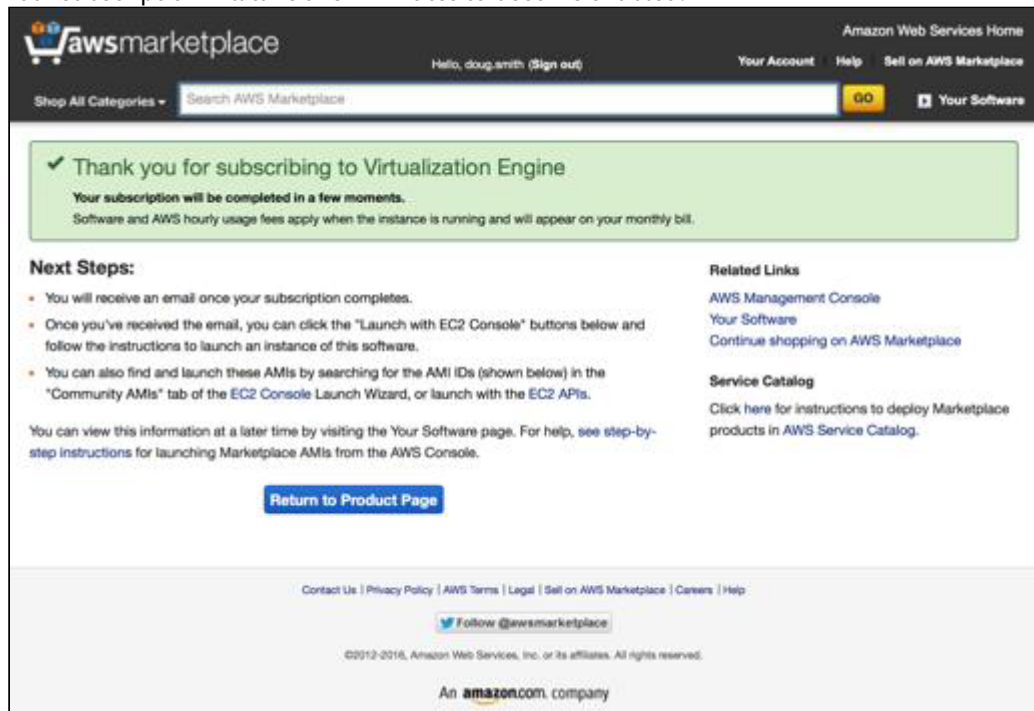 awsmarketplace
Amazon Web Services Home
Hello, doug.smith (Sign out)
Your Account
Help
Sell on AWS Marketplace
Shop All Categories
Search AWS Marketplace
GO
Your Software
Thank you for subscribing to Virtualization Engine
Your subscription will be completed in a few moments.
Software and AWS hourly usage fees apply when the instance is running and will appear on your monthly bill.
Next Steps:
• You will receive an email once your subscription completes.
• Once you've received the email, you can click the "Launch with EC2 Console" buttons below and
follow the instructions to launch an instance of this software.
• You can also find and launch these AMIs by searching for the AMI IDs (shown below) in the
"Community AMIs" tab of the EC2 Console Launch Wizard, or launch with the EC2 APIs.
You can view this information at a later time by visiting the Your Software page. For help, see step-by-
step instructions for launching Marketplace AMIs from the AWS Console.
Return to Product Page
Related Links
AWS Management Console
Your Software
Continue shopping on AWS Marketplace
Service Catalog
Click here for instructions to deploy Marketplace
products in AWS Service Catalog.
Contact Us | Privacy Policy | AWS Terms | Legal | Sell on AWS Marketplace | Careers | Help
Follow @awsmarketplace
©2012-2016, Amazon Web Services, Inc. or its affiliates. All rights reserved.
An amazon.com. company